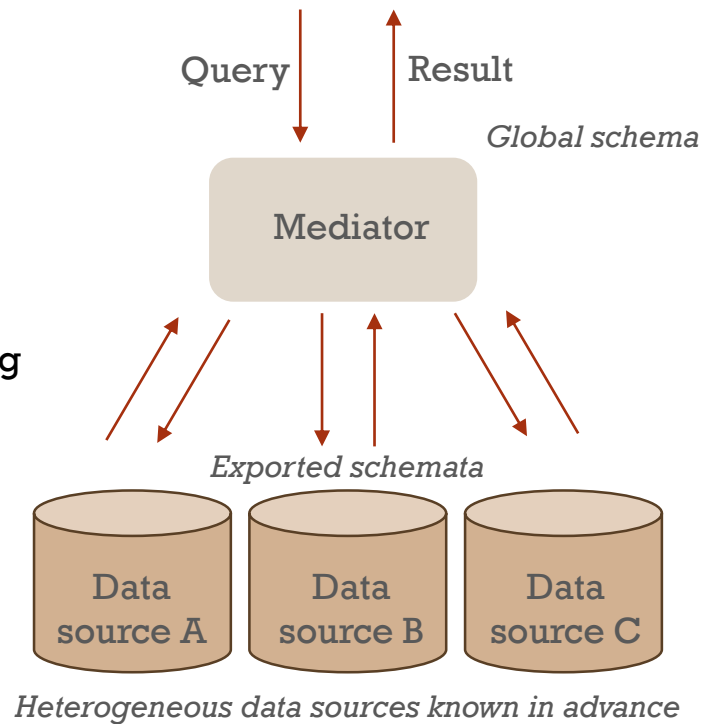 Query
Result
Global schema
Mediator
g
Exported schemata
Data
source A
Data
source B
Data
source C
Heterogeneous data sources known in advance